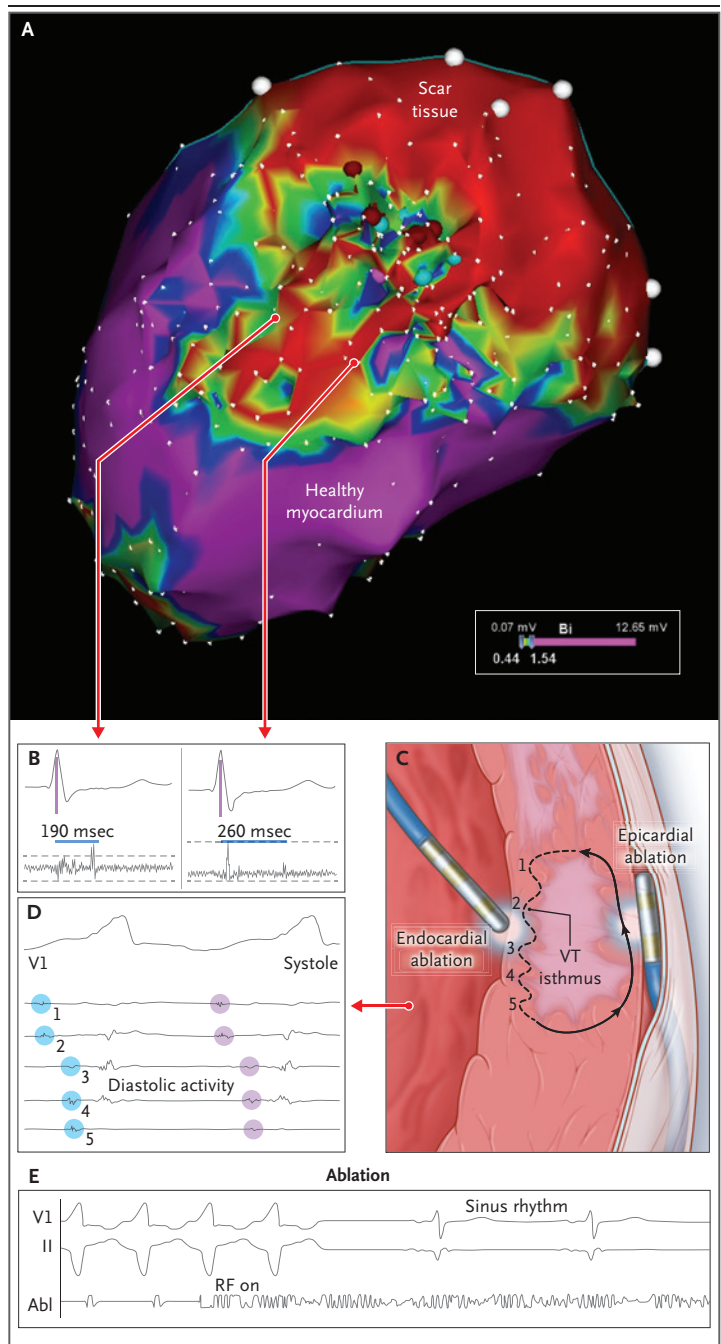 A
Scar
tissue
Healthy
myocardium
0.07 mV Bi 12.65 mV
0.44 1.54
B
190 msec
260 msec
C
Epicardial
ablation
1
2
3
4
5
Endocardial
ablation
VT
isthmus
D
V1 Systole
1
2
3
Diastolic activity
4
5
E
Ablation
V1
Sinus rhythm
II
RF on
Abl